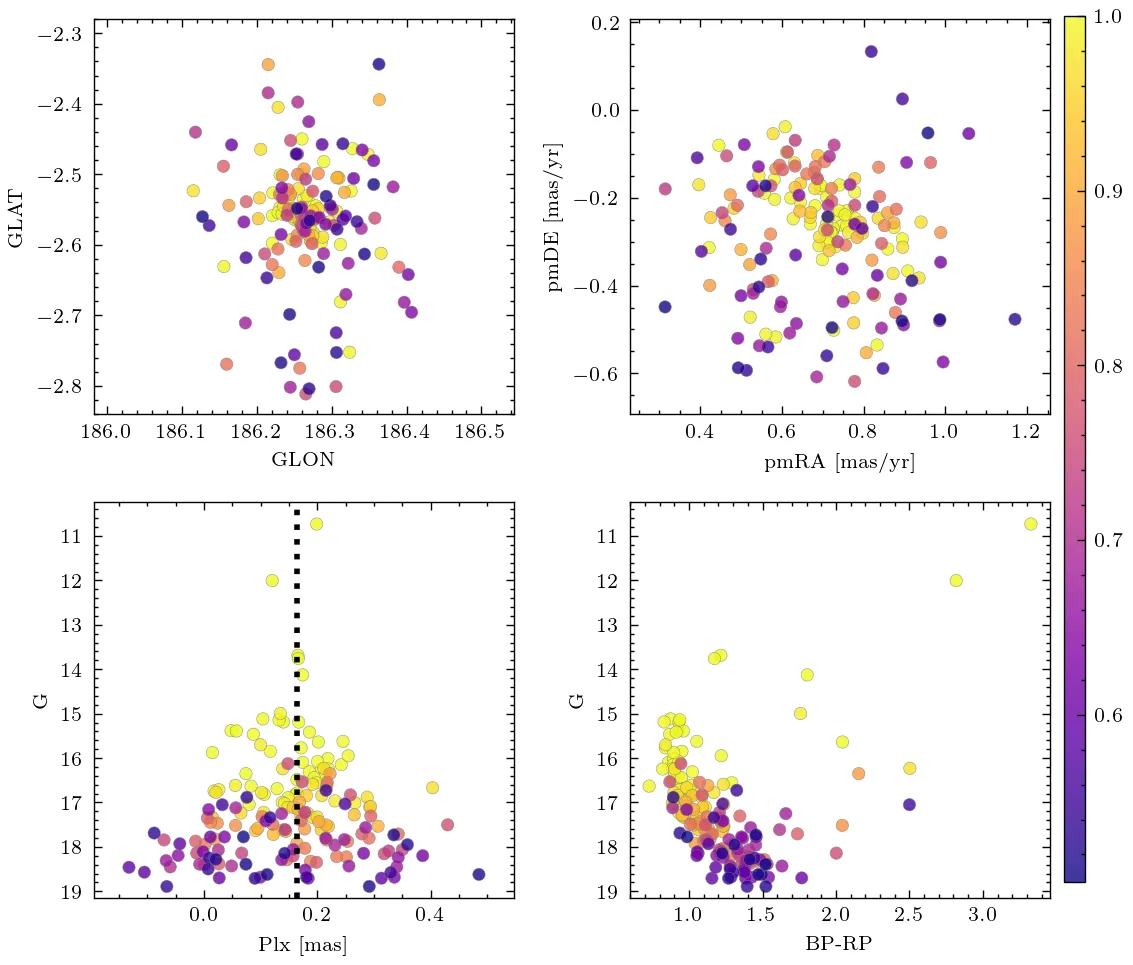 −2.3
−2.4
−2.5
−2.6
−2.7
−2.8
GLAT
186.0 186.1 186.2 186.3 186.4 186.5
GLON
0.2
0.0
−0.2
−0.4
−0.6
pmDE [mas/yr]
0.4 0.6 0.8 1.0 1.2
pmRA [mas/yr]
1.0
0.9
0.8
0.7
0.6
11
12
13
14
15
16
17
18
19
G
0.0 0.2 0.4
Plx [mas]
11
12
13
14
15
16
17
18
19
G
1.0 1.5 2.0 2.5 3.0
BP-RP